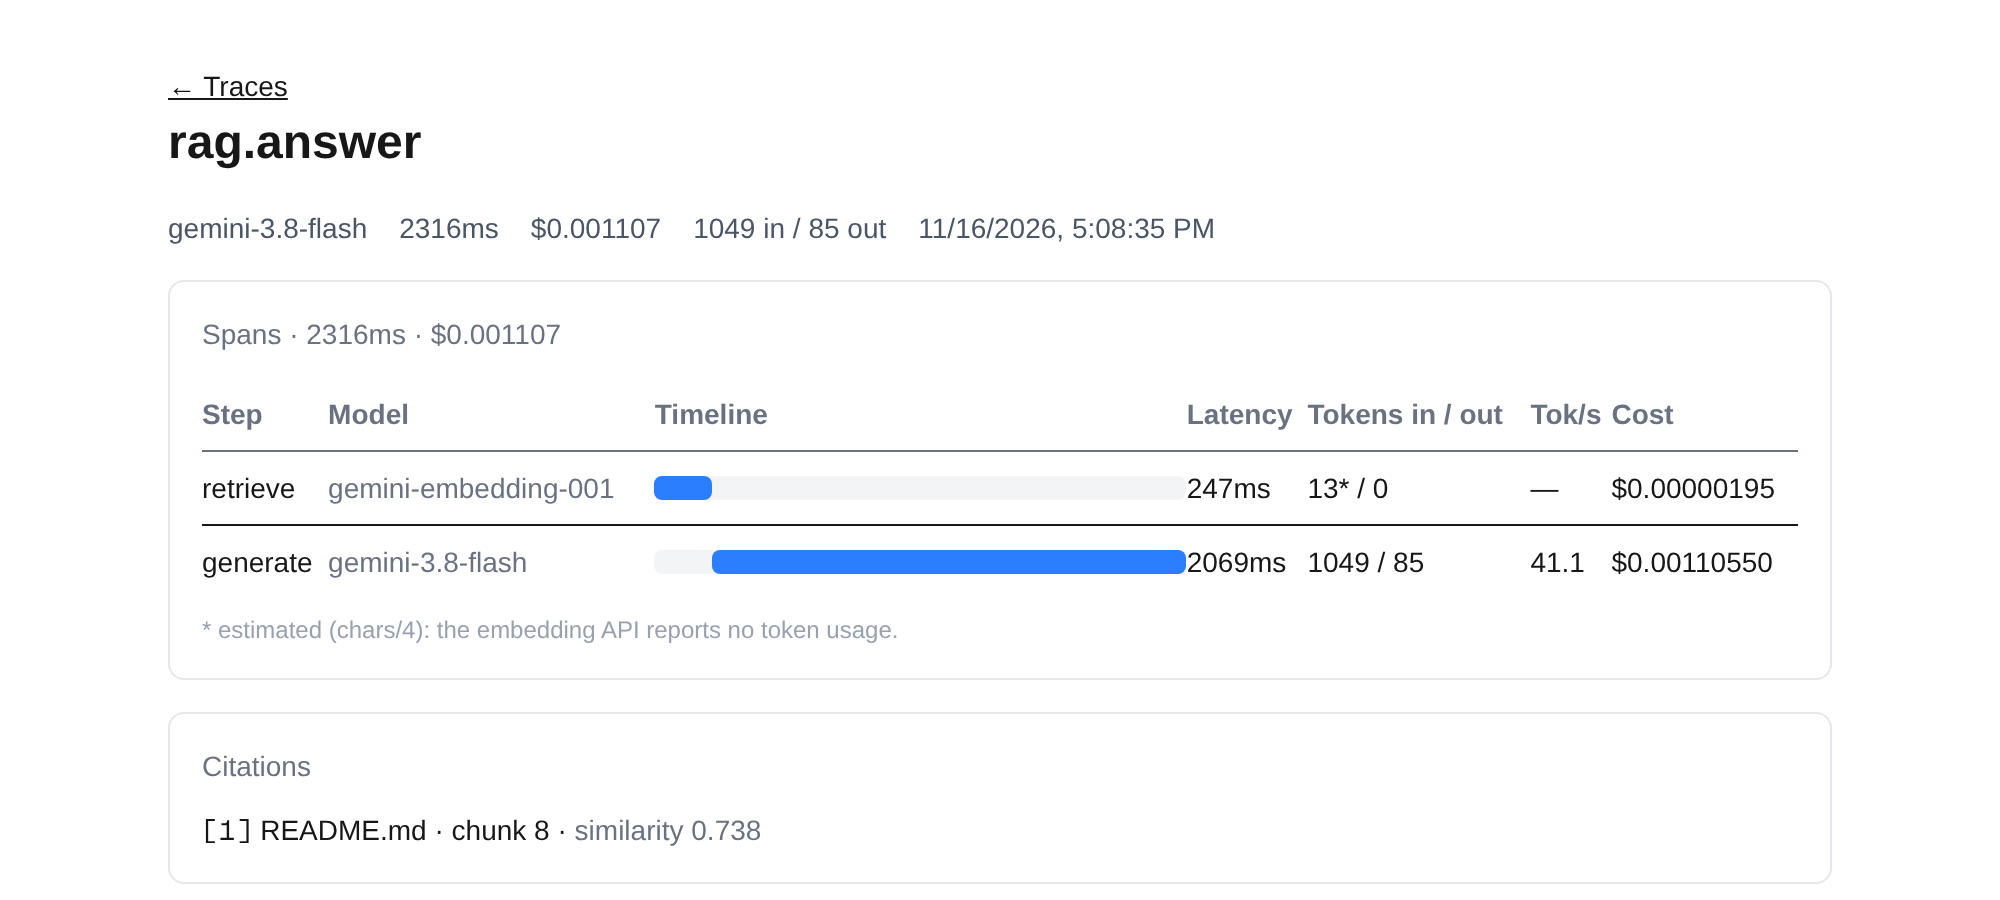 ← Traces
rag.answer
gemini-3.8-flash 2316ms $0.001107 1049 in / 85 out 11/16/2026, 5:08:35 PM
Spans · 2316ms · $0.001107
Step Model Timeline Latency Tokens in / out Tok/s Cost
retrieve gemini-embedding-001 247ms 13* / 0 — $0.00000195
generate gemini-3.8-flash 2069ms 1049 / 85 41.1 $0.00110550
* estimated (chars/4): the embedding API reports no token usage.
Citations
[1] README.md · chunk 8 · similarity 0.738